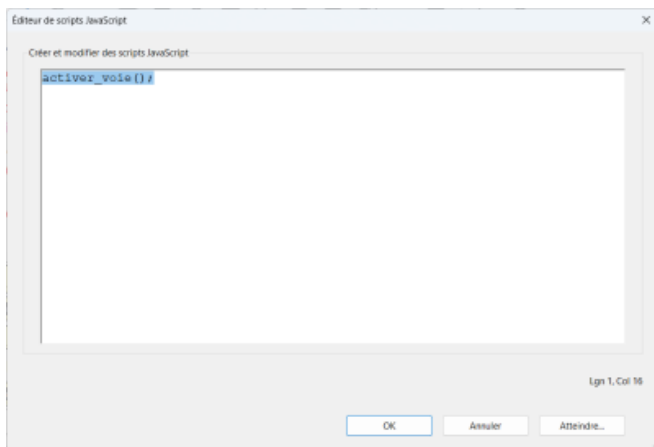 Éditeur de scripts JavaScript
Créer et modifier des scripts JavaScript
activer_voie();
Lgn 1, Col 16
OK
Annuler
Atteindre...